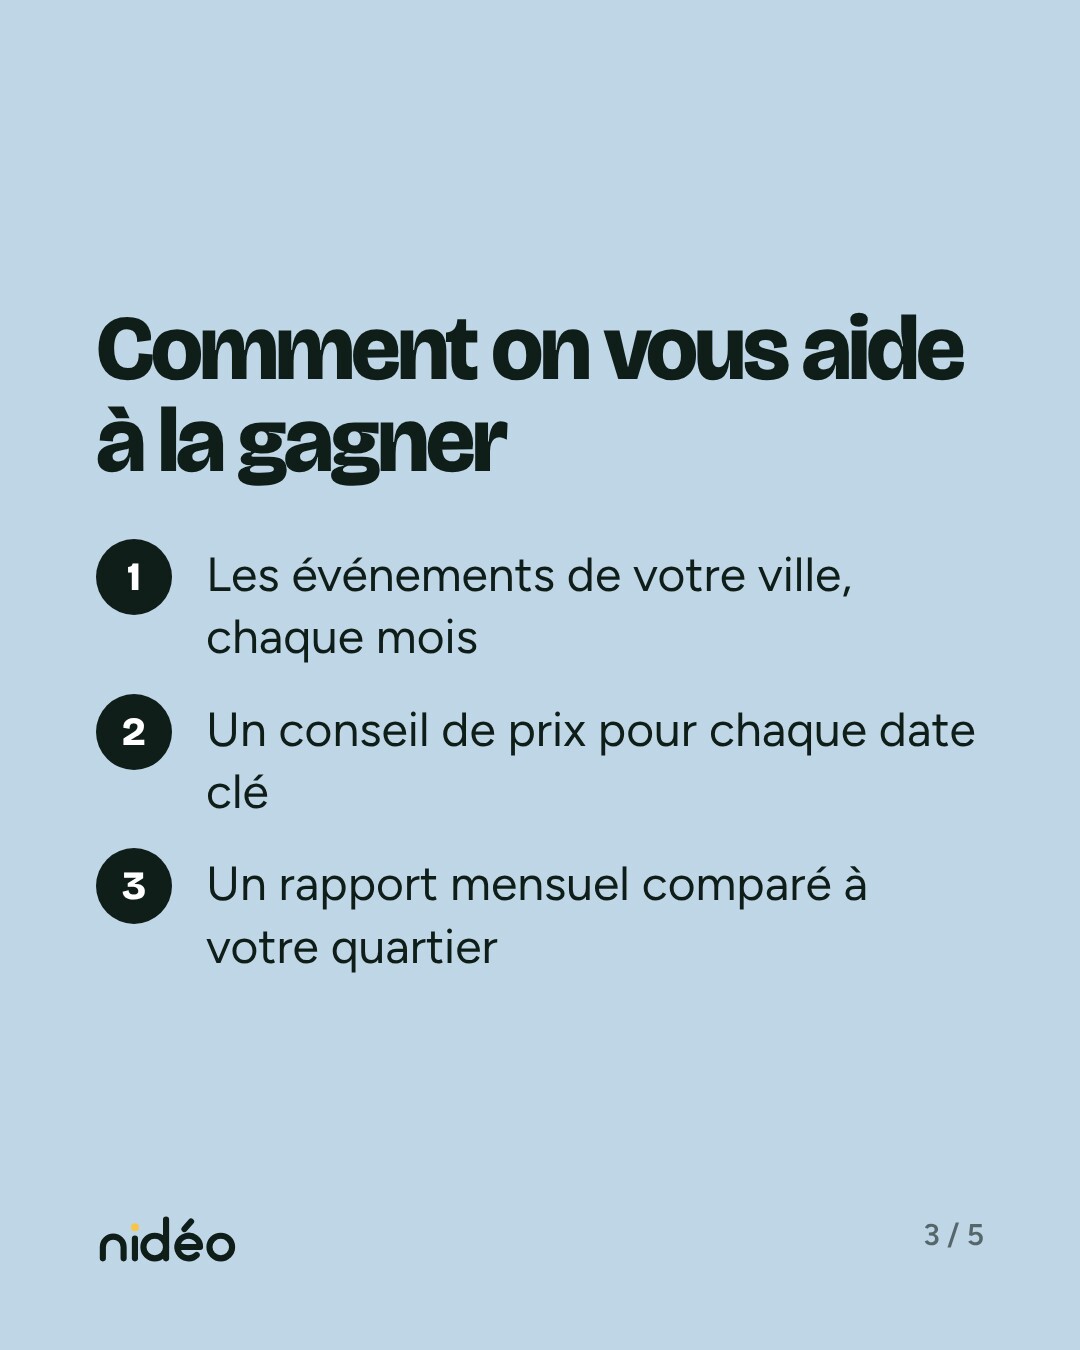 Comment on vous aide
à la gagner
1 Les événements de votre ville,
chaque mois
2 Un conseil de prix pour chaque date
clé
3 Un rapport mensuel comparé à
votre quartier
nidéo
3 / 5